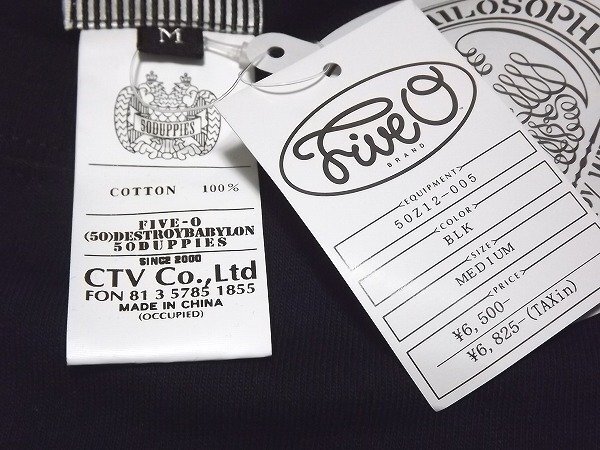 M
50DUPPIES
COTTON 100%
FIVE-O
(50)DESTROYBABYLON
50DUPPIES
SINCE 2000
CTV Co.,Ltd
FON 81 3 5785 1855
MADE IN CHINA
(OCCUPIED)
Five O
BRAND
<EQUIPMENT>
50Z12-005
<COLOR>
BLK
<SIZE>
MEDIUM
<PRICE>
¥6,500-
¥6,825-(TAXin)